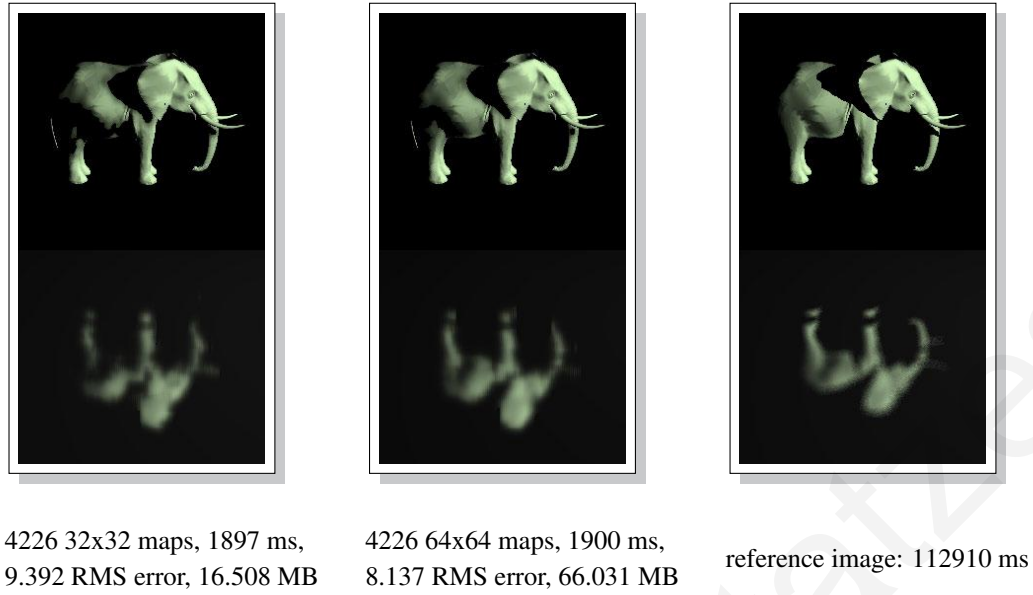 4226 32x32 maps, 1897 ms,
9.392 RMS error, 16.508 MB
4226 64x64 maps, 1900 ms,
8.137 RMS error, 66.031 MB
reference image: 112910 ms